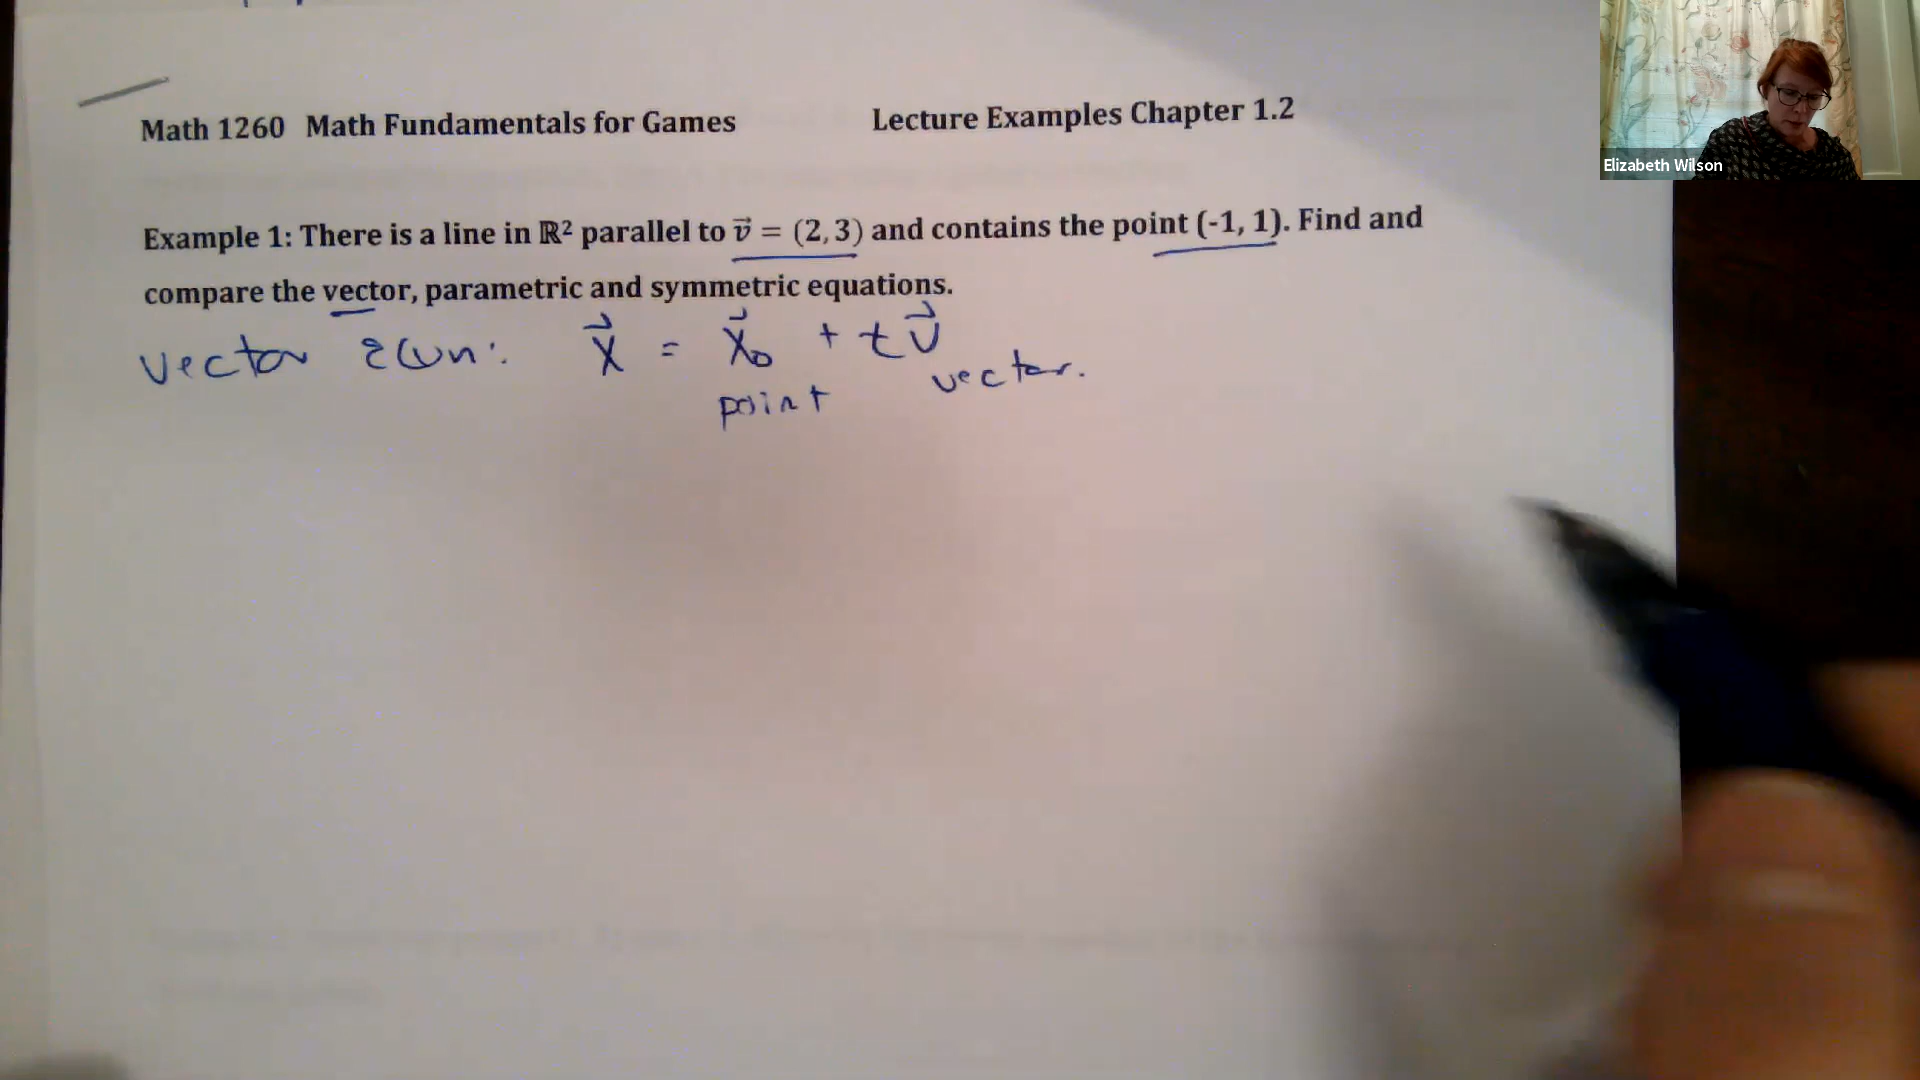 Math 1260 Math Fundamentals for Games Lecture Examples Chapter 1.2
Elizabeth Wilson
Example 1: There is a line in ℝ² parallel to v⃗ = (2, 3) and contains the point (-1, 1). Find and
compare the vector, parametric and symmetric equations.
vector eqn: x⃗ = x⃗₀ + t v⃗
point vector.